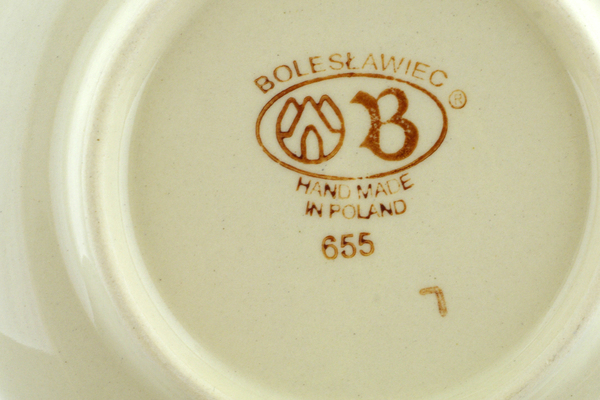 BOLESŁAWIEC
B ®
HAND MADE
IN POLAND
655
7